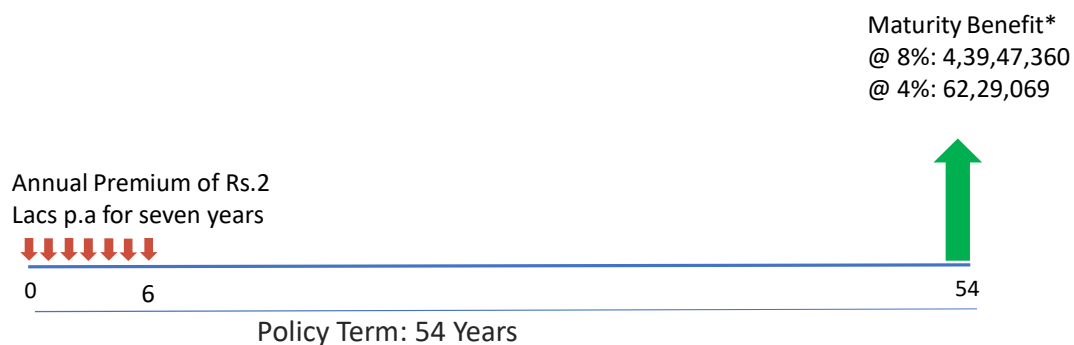 Maturity Benefit*
@ 8%: 4,39,47,360
@ 4%: 62,29,069
Annual Premium of Rs.2
Lacs p.a for seven years
0
6
54
Policy Term: 54 Years